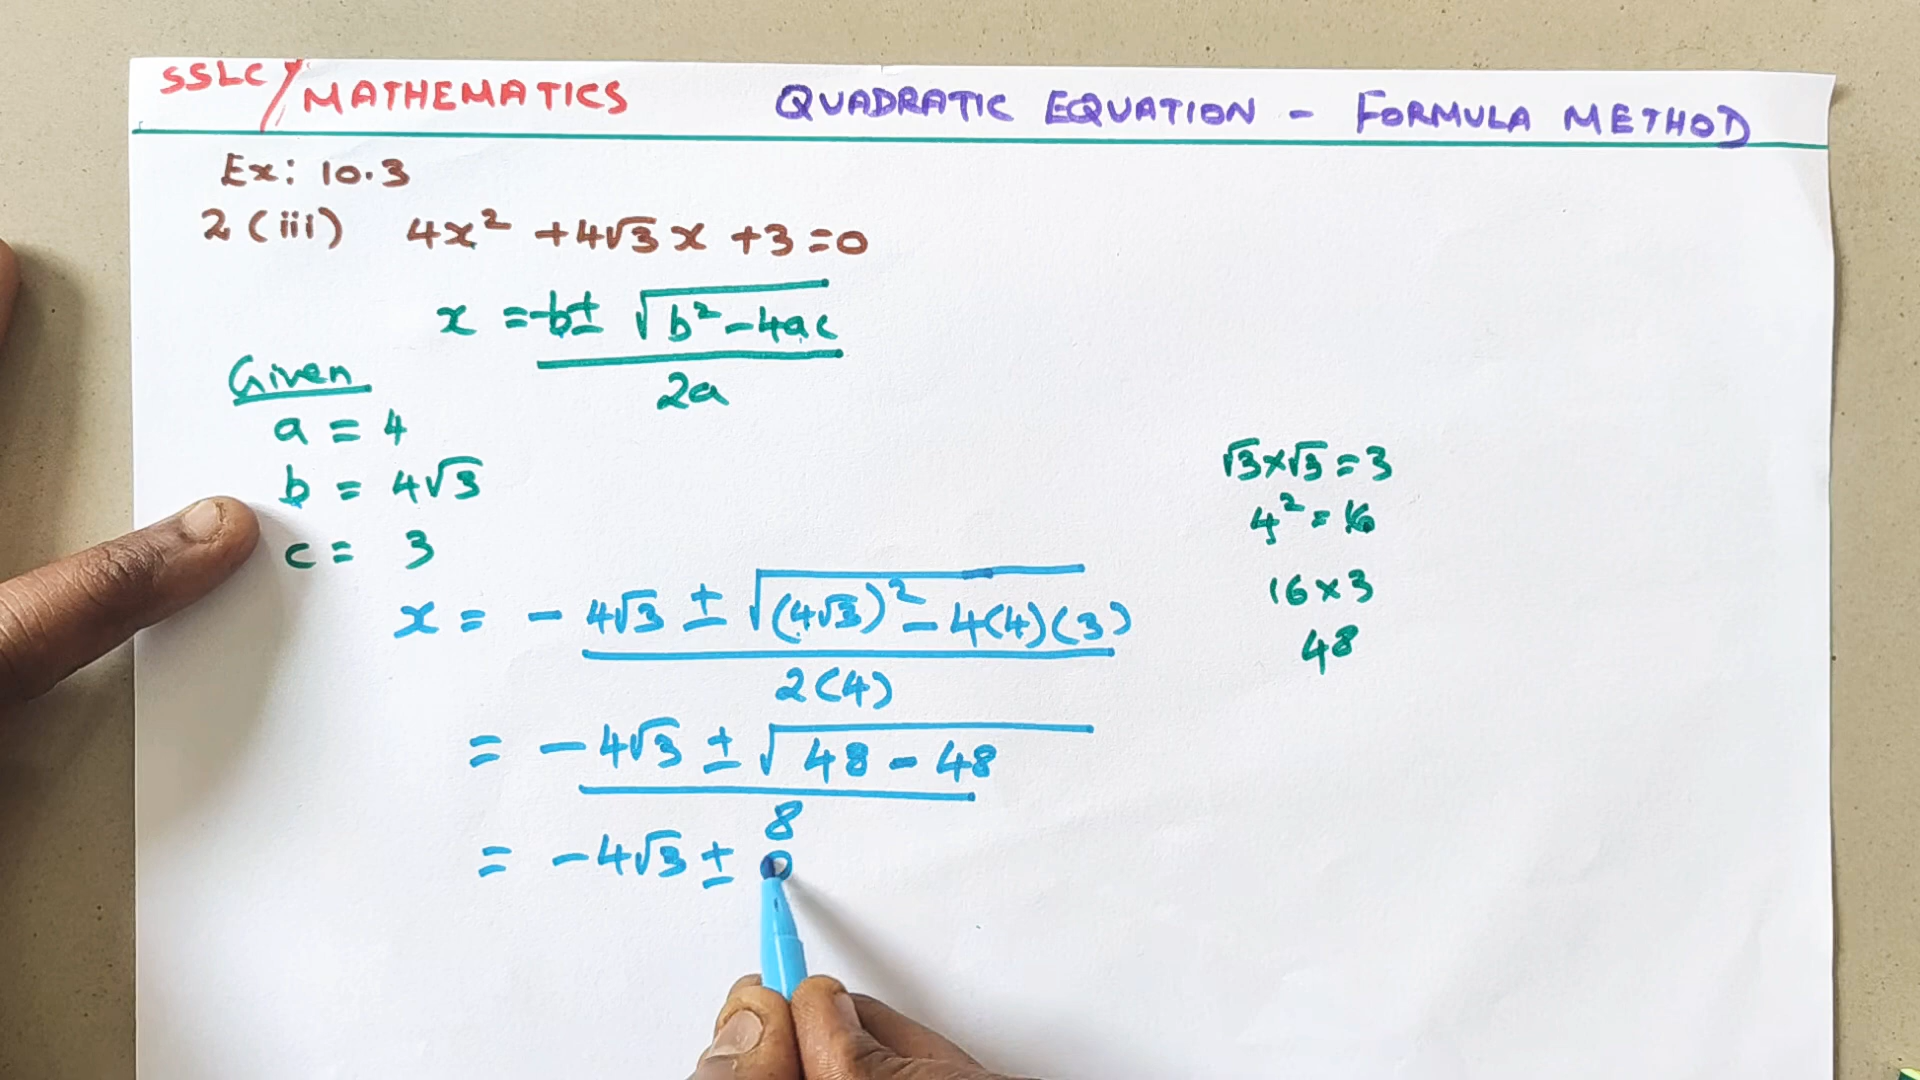 SSLC / MATHEMATICS QUADRATIC EQUATION - FORMULA METHOD
Ex: 10.3
2 (iii) 4x² + 4√3 x + 3 = 0
x = -b ± √b² - 4ac
2a
Given
a = 4
b = 4√3
c = 3
√3 × √3 = 3
4² = 16
16 × 3
48
x = - 4√3 ± √(4√3)² - 4(4)(3)
2(4)
= - 4√3 ± √48 - 48
8
= - 4√3 ± 0